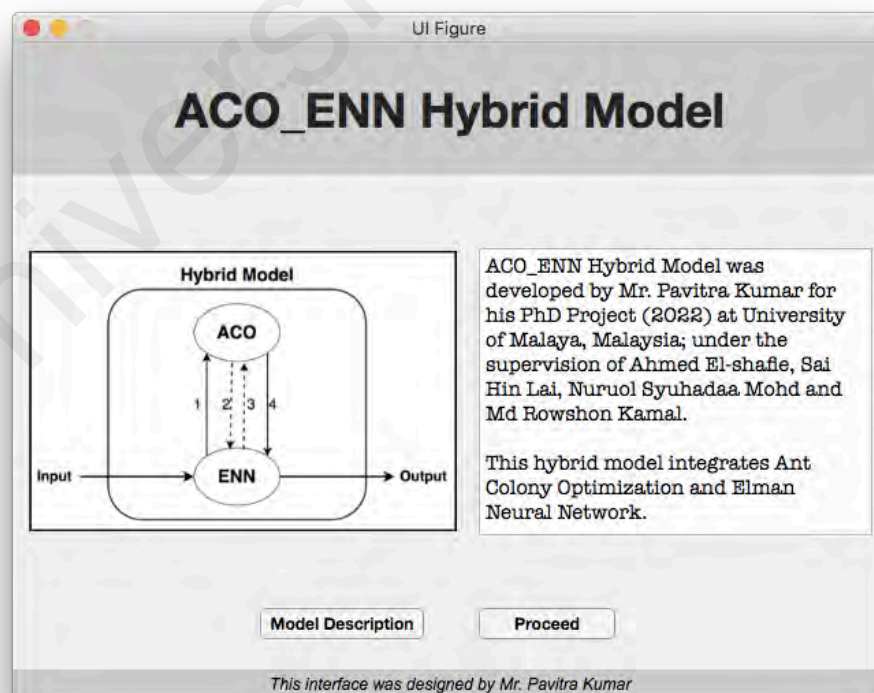 UI Figure
ACO_ENN Hybrid Model
Hybrid Model
ACO
1 2 3 4
Input
ENN
Output
ACO_ENN Hybrid Model was
developed by Mr. Pavitra Kumar for
his PhD Project (2022) at University
of Malaya, Malaysia; under the
supervision of Ahmed El-shafie, Sai
Hin Lai, Nuruol Syuhadaa Mohd and
Md Rowshon Kamal.
This hybrid model integrates Ant
Colony Optimization and Elman
Neural Network.
Model Description
Proceed
This interface was designed by Mr. Pavitra Kumar